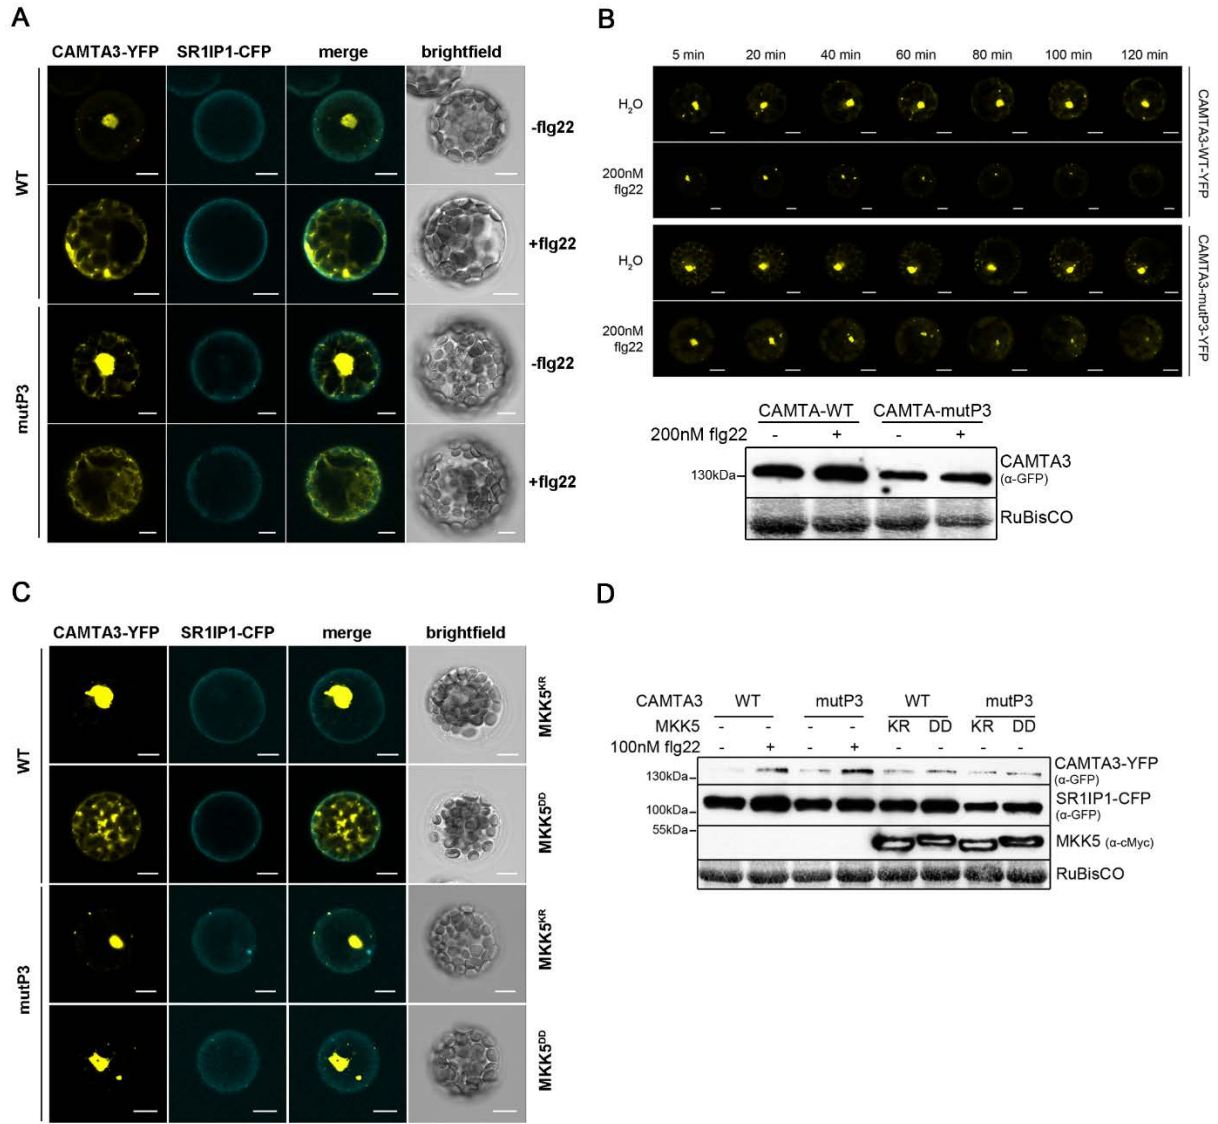 A
CAMTA3-YFP SR1IP1-CFP merge brightfield
WT
-flg22
+flg22
mutP3
-flg22
+flg22
B
5 min 20 min 40 min 60 min 80 min 100 min 120 min
H2O
200nM
flg22
CAMTA3-WT-YFP
H2O
200nM
flg22
CAMTA3-mutP3-YFP
CAMTA-WT CAMTA-mutP3
200nM flg22 - + - +
130kDa
CAMTA3
(α-GFP)
RuBisCO
C
CAMTA3-YFP SR1IP1-CFP merge brightfield
WT
MKK5KR
MKK5DD
mutP3
MKK5KR
MKK5DD
D
CAMTA3 WT mutP3 WT mutP3
MKK5 - - - - KR DD KR DD
100nM flg22 - + - + - - - -
130kDa
CAMTA3-YFP
(α-GFP)
100kDa
SR1IP1-CFP
(α-GFP)
55kDa
MKK5 (α-cMyc)
RuBisCO